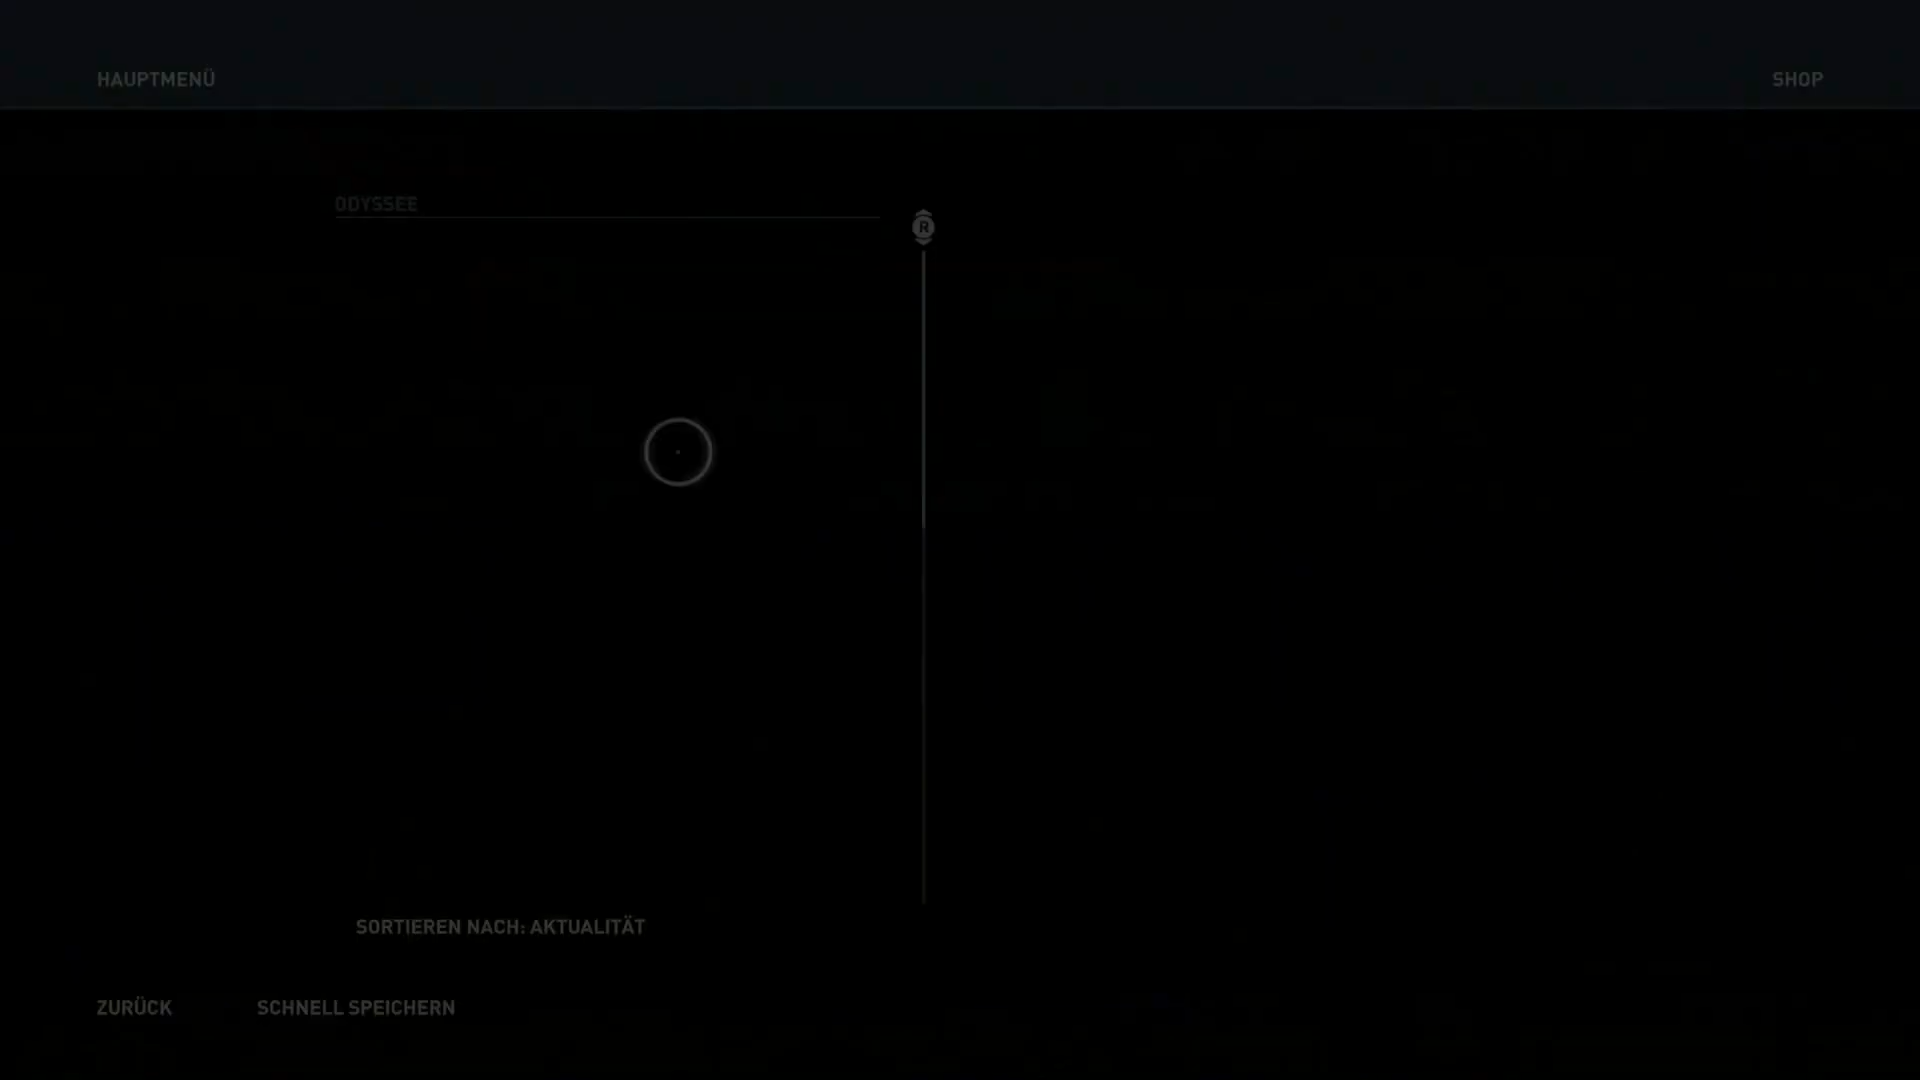 HAUPTMENÜ
SHOP
ODYSSEE
R
SORTIEREN NACH: AKTUALITÄT
ZURÜCK
SCHNELL SPEICHERN